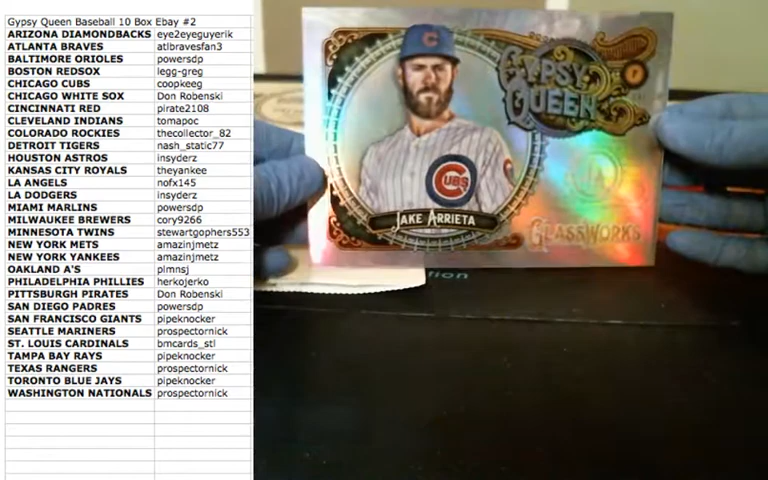 Gypsy Queen Baseball 10 Box Ebay #2
ARIZONA DIAMONDBACKS eye2eyeguyerik
ATLANTA BRAVES atlbravesfan3
BALTIMORE ORIOLES powersdp
BOSTON REDSOX legg-greg
CHICAGO CUBS coopkeeg
CHICAGO WHITE SOX Don Robenski
CINCINNATI RED pirate2108
CLEVELAND INDIANS tomapoc
COLORADO ROCKIES thecollector_82
DETROIT TIGERS nash_static77
HOUSTON ASTROS insyderz
KANSAS CITY ROYALS theyankee
LA ANGELS nofx145
LA DODGERS insyderz
MIAMI MARLINS powersdp
MILWAUKEE BREWERS cory9266
MINNESOTA TWINS stewartgophers553
NEW YORK METS amazinjmetz
NEW YORK YANKEES amazinjmetz
OAKLAND A'S plmnsj
PHILADELPHIA PHILLIES herkojerko
PITTSBURGH PIRATES Don Robenski
SAN DIEGO PADRES powersdp
SAN FRANCISCO GIANTS pipeknocker
SEATTLE MARINERS prospectornick
ST. LOUIS CARDINALS bmcards_stl
TAMPA BAY RAYS pipeknocker
TEXAS RANGERS prospectornick
TORONTO BLUE JAYS pipeknocker
WASHINGTON NATIONALS prospectornick
C
GYPSY
QUEEN
CUBS
JAKE ARRIETA
JA
GLASSWORKS
tion